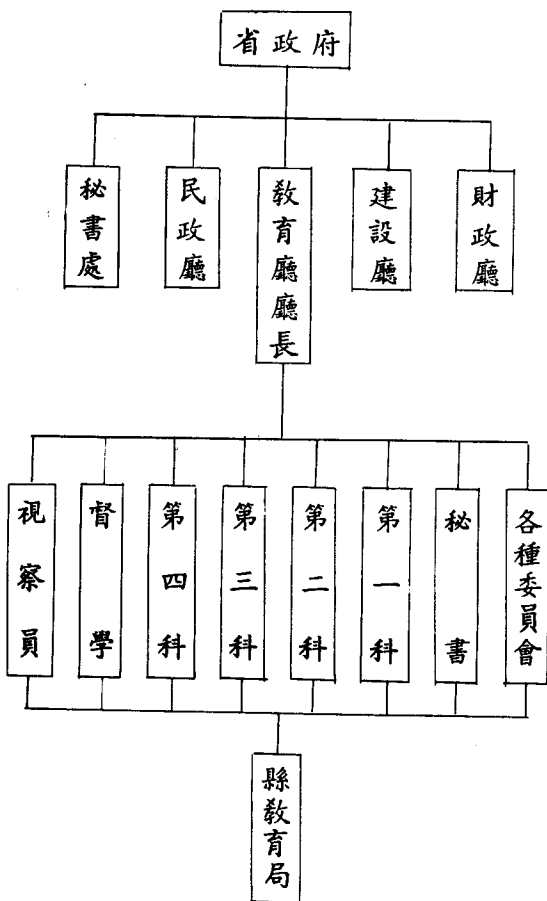 省政府
秘書處
民政廳
教育廳廳長
建設廳
財政廳
視察員
督學
第四科
第三科
第二科
第一科
秘書
各種委員會
縣教育局